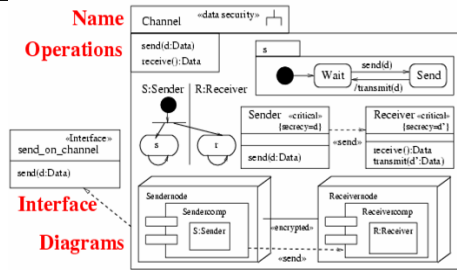 Name
Channel
«data security»
Operations
send(d:Data)
receive():Data
s
Wait
send(d)
/transmit(d)
Send
S:Sender
R:Receiver
s
r
Sender «critical»
{secrecy=d}
send(d:Data)
«send»
Receiver «critical»
{secrecy=d'}
receive():Data
transmit(d':Data)
«Interface»
send_on_channel
send(d:Data)
Interface
Diagrams
Sendernode
Sendercomp
S:Sender
«encrypted»
«send»
Receivernode
Receivercomp
R:Receiver